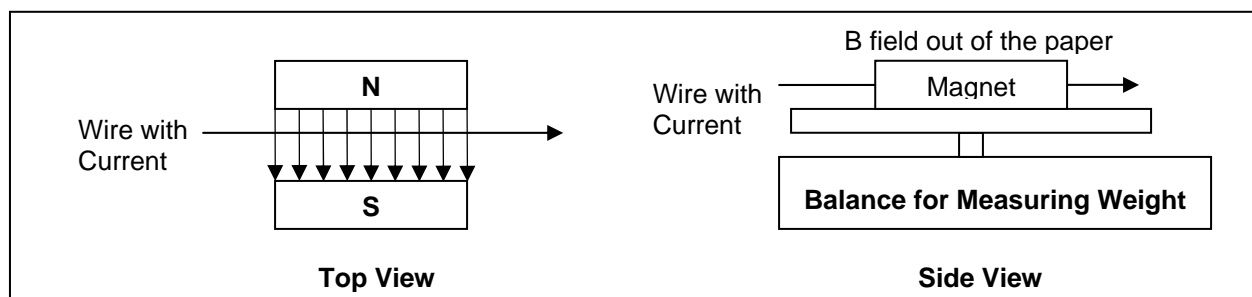 N
Wire with
Current
S
Top View
B field out of the paper
Magnet
Wire with
Current
Balance for Measuring Weight
Side View